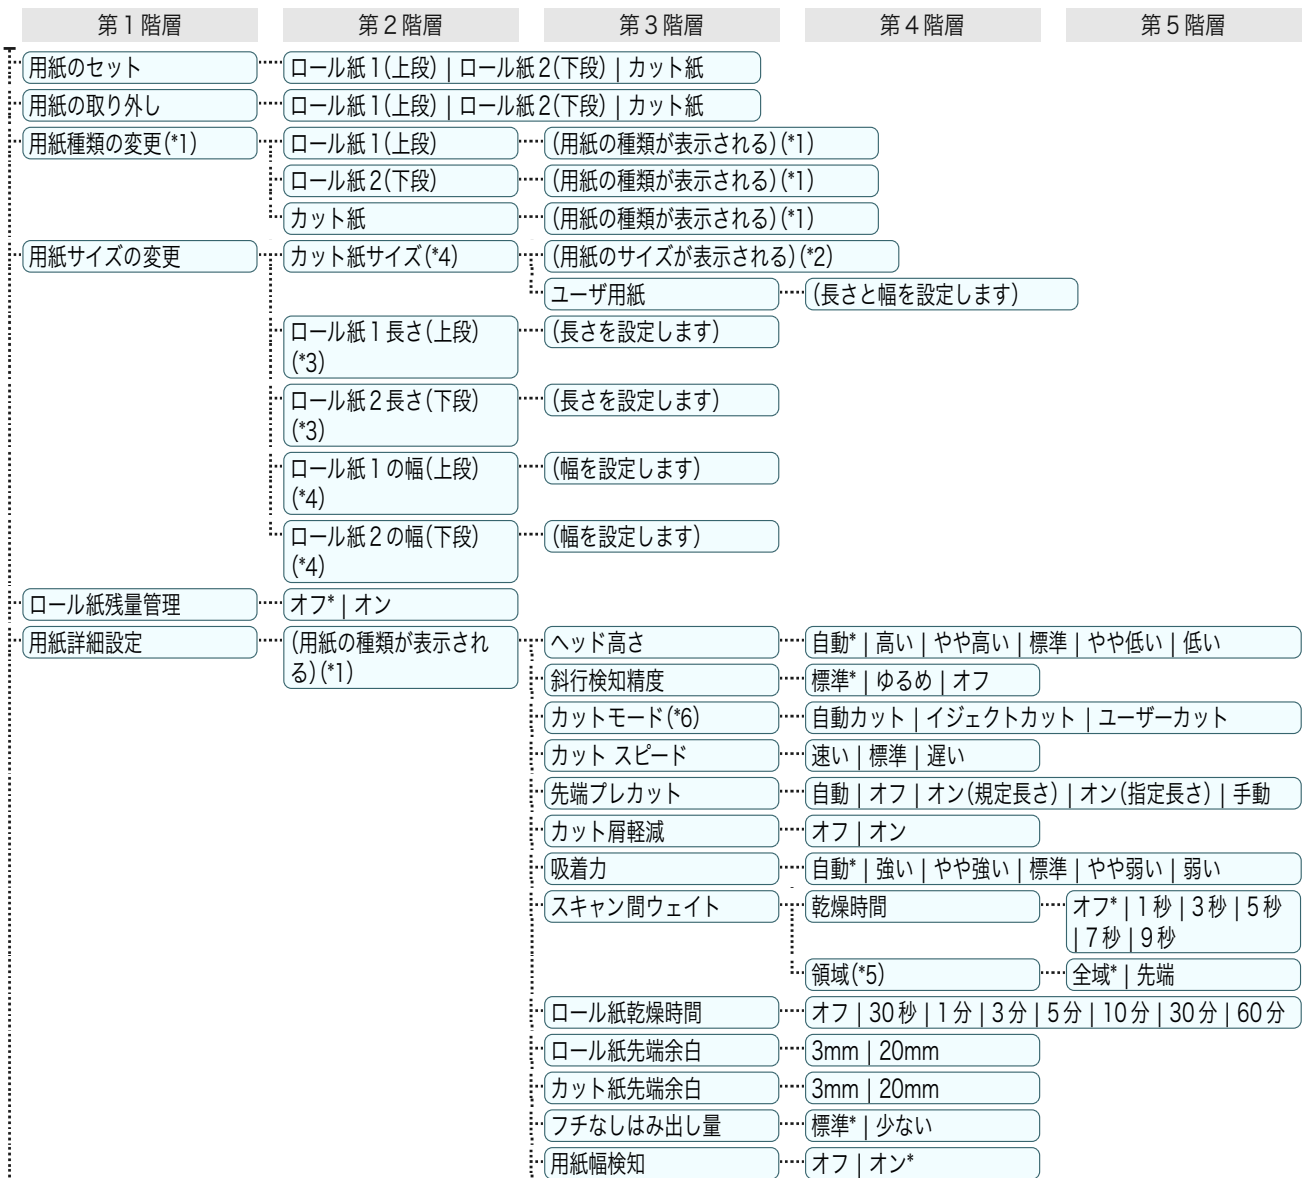 第1階層 第2階層 第3階層 第4階層 第5階層
用紙のセット ロール紙1(上段) | ロール紙2(下段) | カット紙
用紙の取り外し ロール紙1(上段) | ロール紙2(下段) | カット紙
用紙種類の変更(*1) ロール紙1(上段) (用紙の種類が表示される)(*1)
ロール紙2(下段) (用紙の種類が表示される)(*1)
カット紙 (用紙の種類が表示される)(*1)
用紙サイズの変更 カット紙サイズ(*4) (用紙のサイズが表示される)(*2)
ユーザ用紙 (長さと幅を設定します)
ロール紙1長さ(上段) (長さを設定します)
(*3)
ロール紙2長さ(下段) (長さを設定します)
(*3)
ロール紙1の幅(上段) (幅を設定します)
(*4)
ロール紙2の幅(下段) (幅を設定します)
(*4)
ロール紙残量管理 オフ* | オン
用紙詳細設定 (用紙の種類が表示され ヘッド高さ 自動* | 高い | やや高い | 標準 | やや低い | 低い
る)(*1)
斜行検知精度 標準* | ゆるめ | オフ
カットモード(*6) 自動カット | イジェクトカット | ユーザーカット
カット スピード 速い | 標準 | 遅い
先端プレカット 自動 | オフ | オン(規定長さ) | オン(指定長さ) | 手動
カット屑軽減 オフ | オン
吸着力 自動* | 強い | やや強い | 標準 | やや弱い | 弱い
スキャン間ウェイト 乾燥時間 オフ* | 1秒 | 3秒 | 5秒
| 7秒 | 9秒
領域(*5) 全域* | 先端
ロール紙乾燥時間 オフ | 30秒 | 1分 | 3分 | 5分 | 10分 | 30分 | 60分
ロール紙先端余白 3mm | 20mm
カット紙先端余白 3mm | 20mm
フチなしはみ出し量 標準* | 少ない
用紙幅検知 オフ | オン*